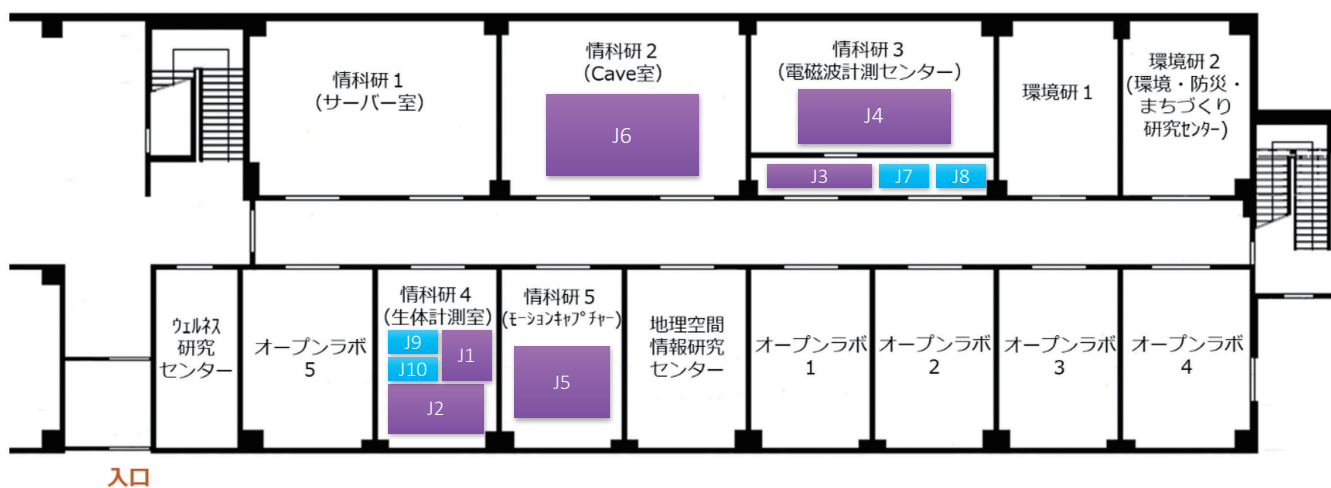 情科研１
（サーバー室）
情科研２
（Cave室）
J6
情科研３
（電磁波計測センター）
J4
J3
J7
J8
環境研１
環境研２
（環境・防災・
まちづくり
研究ｾﾝﾀｰ）
ｳｪﾙﾈｽ
研究
センター
オープンラボ
5
情科研４
（生体計測室）
J9
J1
J10
J2
情科研５
（ﾓｰｼｮﾝｷｬﾌﾟﾁｬｰ）
J5
地理空間
情報研究
センター
オープンラボ
1
オープンラボ
2
オープンラボ
3
オープンラボ
4
入口